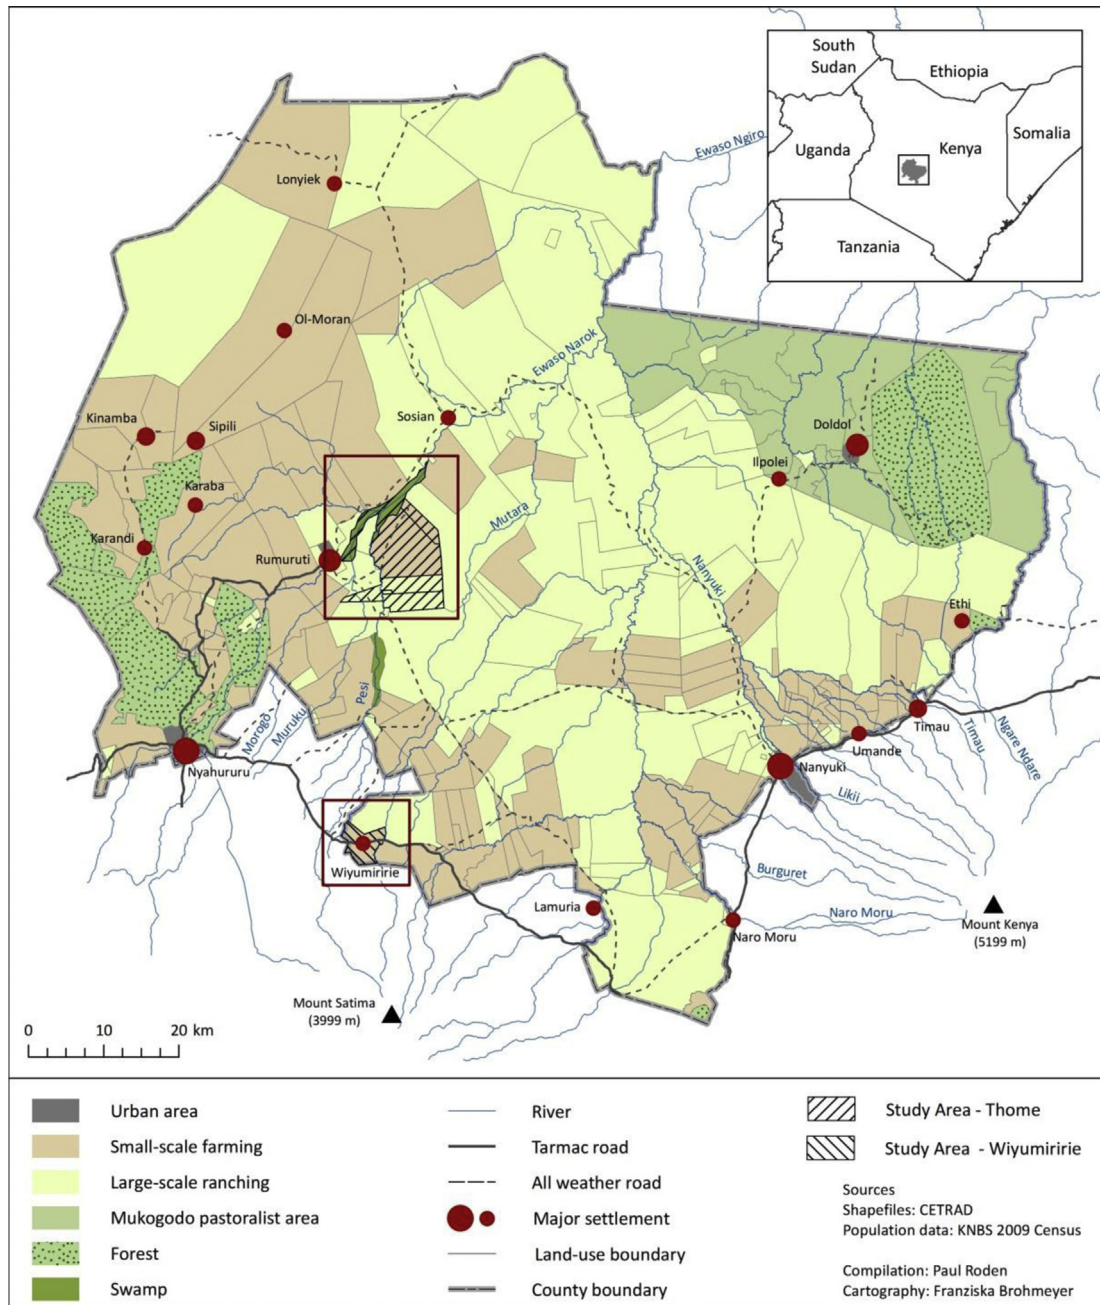 South
Sudan
Ethiopia
Uganda
Kenya
Somalia
Tanzania
Ewaso Ngiro
Lonyiek
Ol-Moran
Ewaso Narok
Kinamba
Sipili
Sosian
Doldol
Ilpolei
Karaba
Mutara
Karandi
Rumuruti
Nanyuki
Ethi
Pesi
Morogo
Muruku
Timau
Timau
Ngare Ndare
Umande
Nyahururu
Nanyuki
Likii
Wiyumiririe
Burguret
Lamuria
Naro Moru
Naro Moru
Mount Kenya
(5199 m)
Mount Satima
(3999 m)
0 10 20 km
Urban area
Small-scale farming
Large-scale ranching
Mukogodo pastoralist area
Forest
Swamp
River
Tarmac road
All weather road
Major settlement
Land-use boundary
County boundary
Study Area - Thome
Study Area - Wiyumiririe
Sources
Shapefiles: CETRAD
Population data: KNBS 2009 Census
Compilation: Paul Roden
Cartography: Franziska Brohmeyer